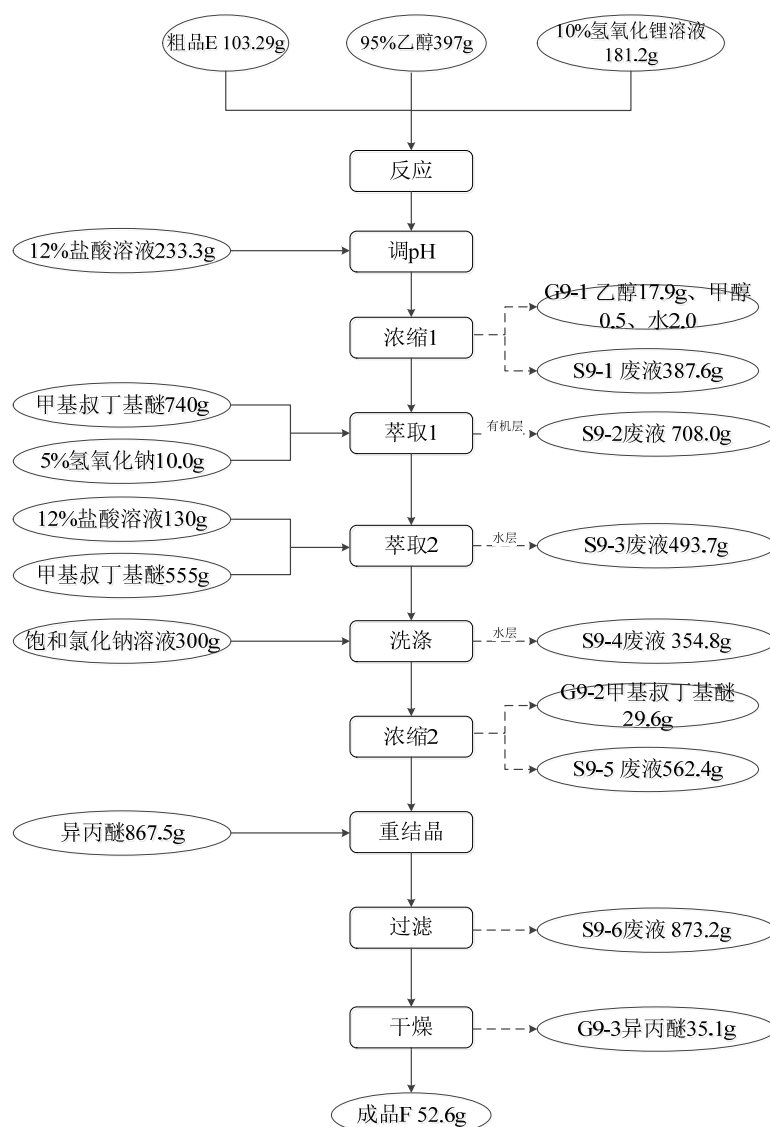 粗品E 103.29g
95%乙醇397g
10%氢氧化锂溶液
181.2g
反应
12%盐酸溶液233.3g
调pH
G9-1 乙醇17.9g、甲醇
0.5、水2.0
浓缩1
S9-1 废液387.6g
甲基叔丁基醚740g
萃取1
有机层
S9-2废液 708.0g
5%氢氧化钠10.0g
12%盐酸溶液130g
萃取2
水层
S9-3废液493.7g
甲基叔丁基醚555g
饱和氯化钠溶液300g
洗涤
水层
S9-4废液 354.8g
G9-2甲基叔丁基醚
29.6g
浓缩2
S9-5 废液562.4g
异丙醚867.5g
重结晶
过滤
S9-6废液 873.2g
干燥
G9-3异丙醚35.1g
成品F 52.6g